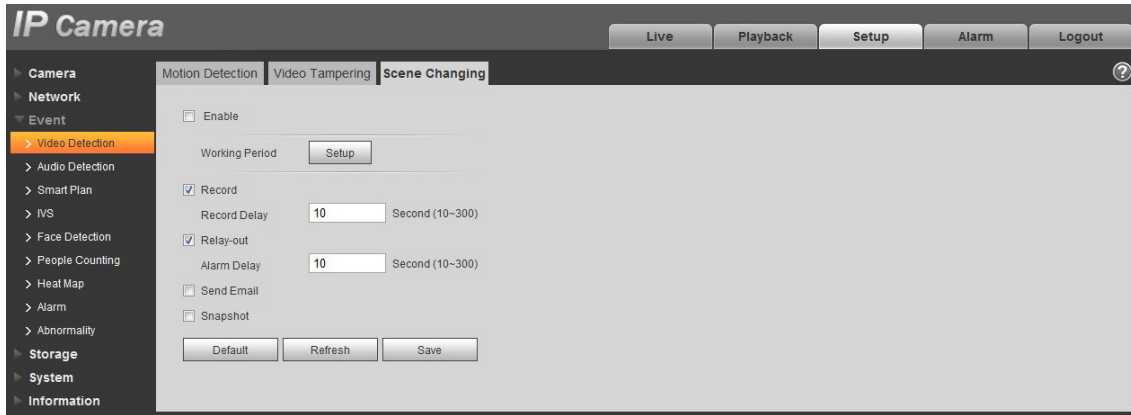 IP Camera
Live Playback Setup Alarm Logout
Camera
Network
Event
Video Detection
Audio Detection
Smart Plan
IVS
Face Detection
People Counting
Heat Map
Alarm
Abnormality
Storage
System
Information
Motion Detection Video Tampering Scene Changing
?
Enable
Working Period Setup
Record
Record Delay 10 Second (10~300)
Relay-out
Alarm Delay 10 Second (10~300)
Send Email
Snapshot
Default Refresh Save